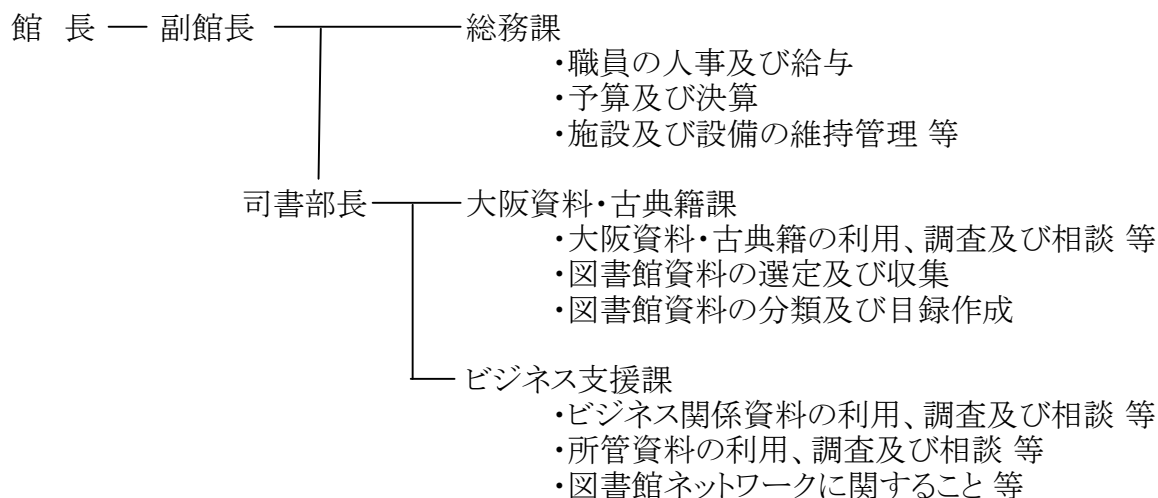 館 長 ― 副館長 ― 総務課
・職員の人事及び給与
・予算及び決算
・施設及び設備の維持管理 等
司書部長 ― 大阪資料・古典籍課
・大阪資料・古典籍の利用、調査及び相談 等
・図書館資料の選定及び収集
・図書館資料の分類及び目録作成
ビジネス支援課
・ビジネス関係資料の利用、調査及び相談 等
・所管資料の利用、調査及び相談 等
・図書館ネットワークに関すること 等